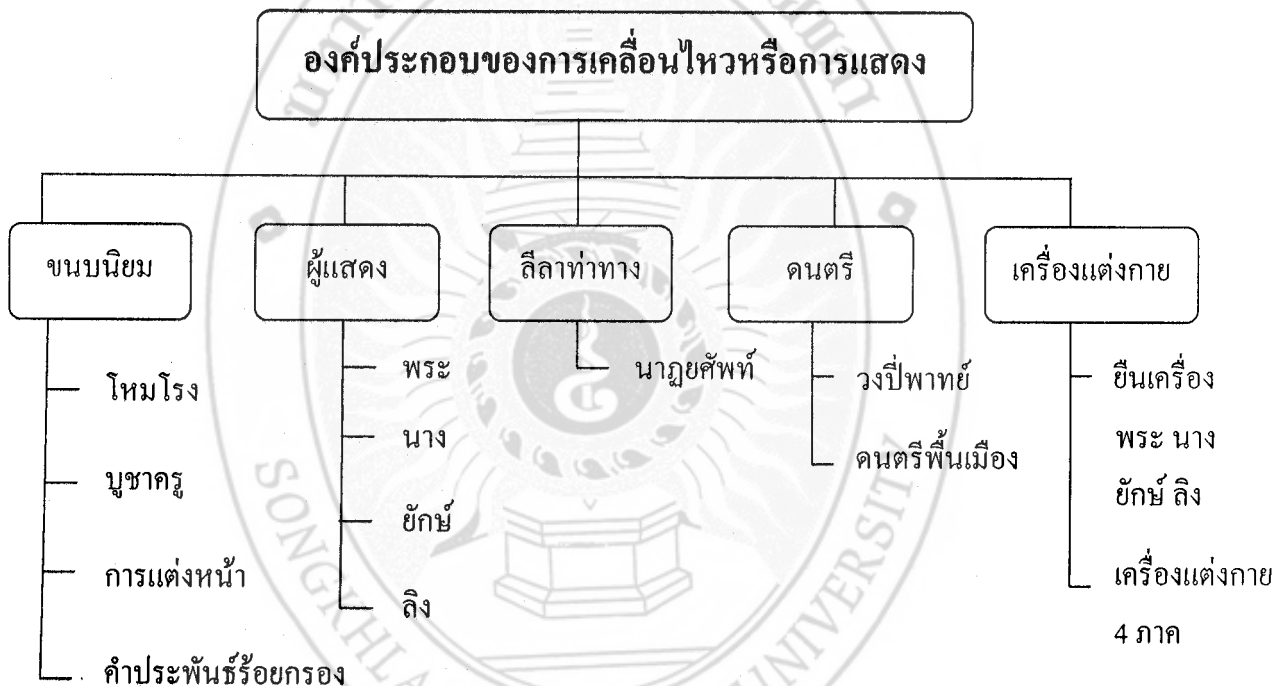 องค์ประกอบของการเคลื่อนไหวหรือการแสดง
ขนบนิยม
โหมโรง
บูชาครู
การแต่งหน้า
คำประพันธ์ร้อยกรอง
ผู้แสดง
พระ
นาง
ยักษ์
ลิง
ลีลาท่าทาง
นาฏยศัพท์
ดนตรี
วงปี่พาทย์
ดนตรีพื้นเมือง
เครื่องแต่งกาย
ยืนเครื่อง
พระ นาง
ยักษ์ ลิง
เครื่องแต่งกาย
4 ภาค
SONGKHLA UNIVERSITY